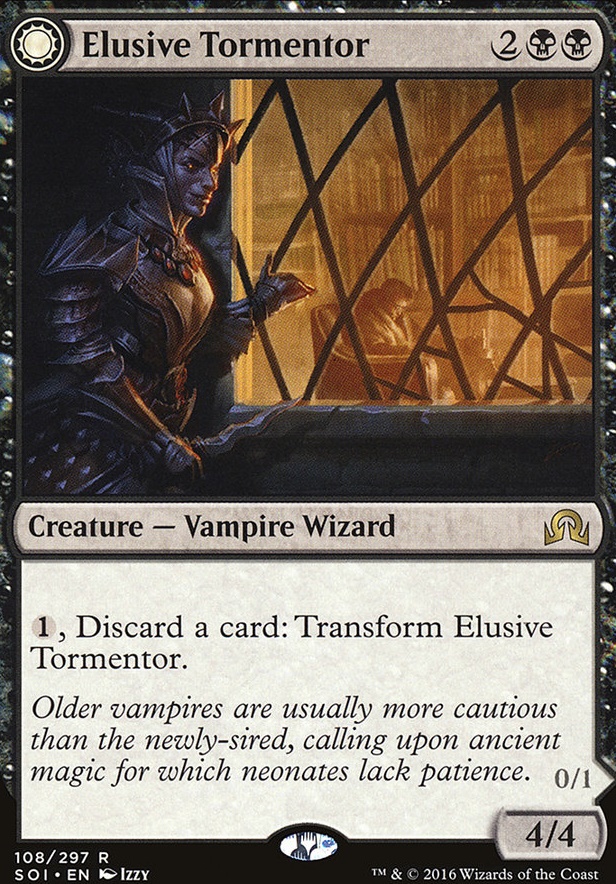 Elusive Tormentor 2
Creature — Vampire Wizard
1, Discard a card: Transform Elusive
Tormentor.
Older vampires are usually more cautious
than the newly-sired, calling upon ancient
magic for which neonates lack patience.
0/1
4/4
108/297 R
SOI • EN Izzy
™ & © 2016 Wizards of the Coast